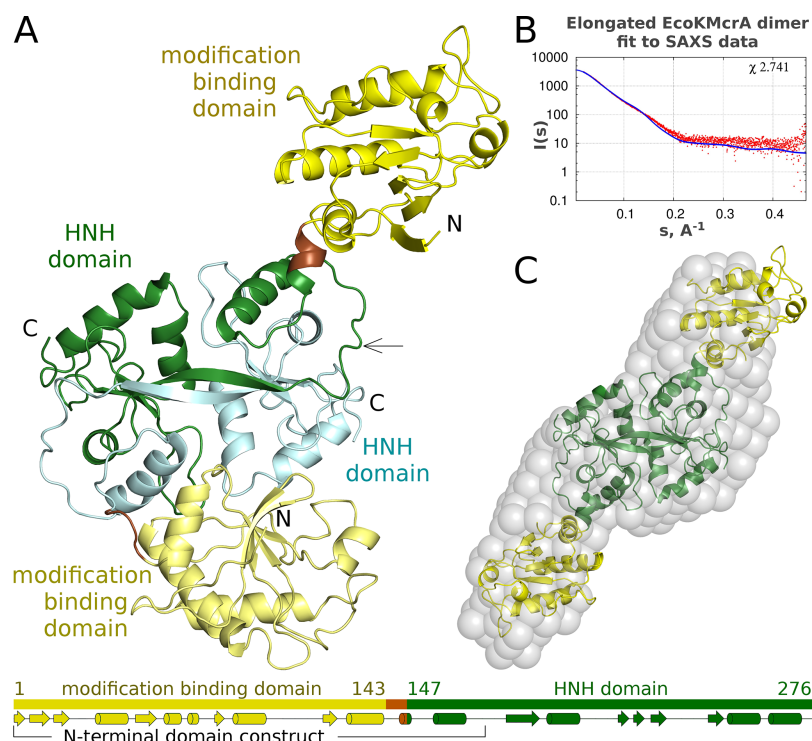 A
modification
binding
domain
N
HNH
domain
C
C
HNH
domain
N
modification
binding
domain
B
Elongated EcoKMcrA dimer
fit to SAXS data
χ 2.741
10000
1000
100
10
1
0.1
I(s)
0.1 0.2 0.3 0.4
s, A-1
C
1 modification binding domain 143 147 HNH domain 276
N-terminal domain construct